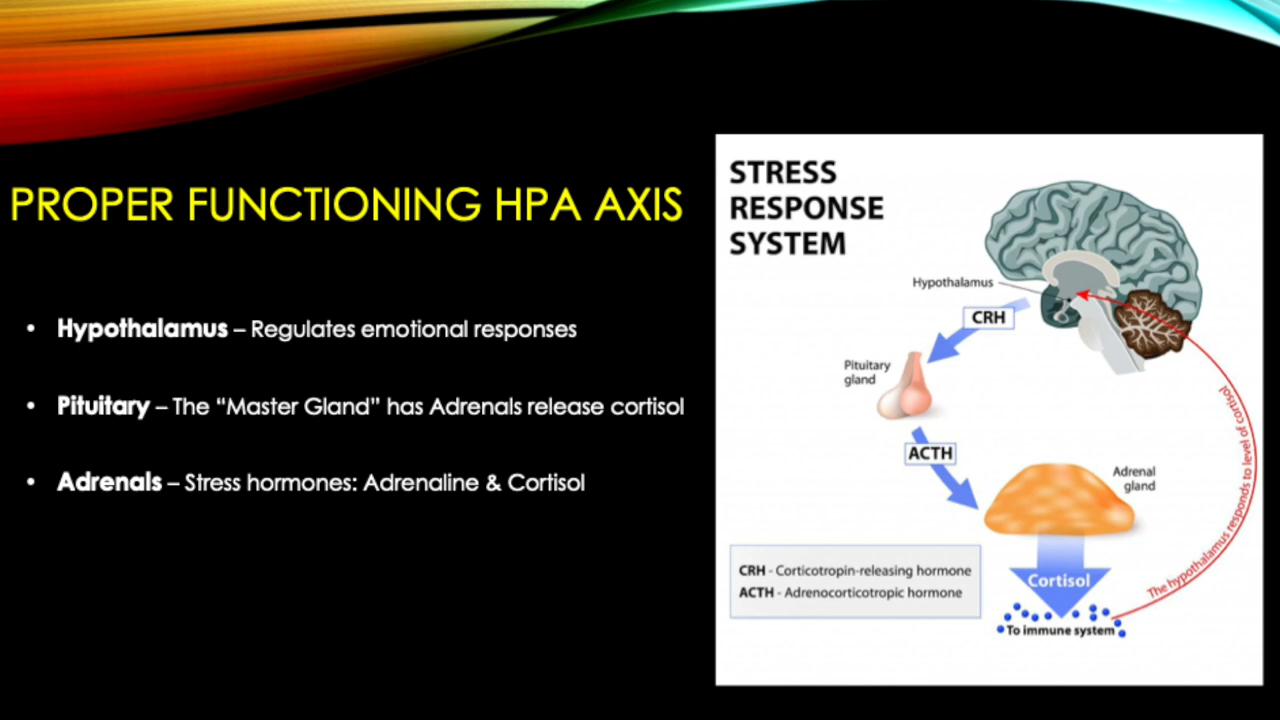 PROPER FUNCTIONING HPA AXIS
• Hypothalamus – Regulates emotional responses
• Pituitary – The “Master Gland” has Adrenals release cortisol
• Adrenals – Stress hormones: Adrenaline & Cortisol
STRESS
RESPONSE
SYSTEM
Hypothalamus
CRH
Pituitary
gland
ACTH
Adrenal
gland
The hypothalamus responds to level of cortisol
CRH - Corticotropin-releasing hormone
ACTH - Adrenocorticotropic hormone
Cortisol
To immune system